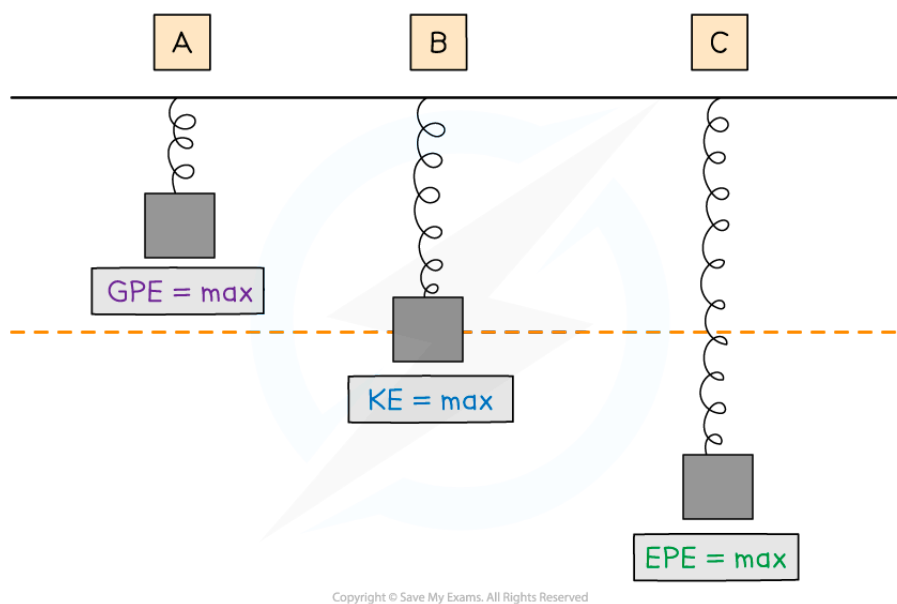 A
B
C
GPE = max
KE = max
EPE = max
Copyright © Save My Exams. All Rights Reserved